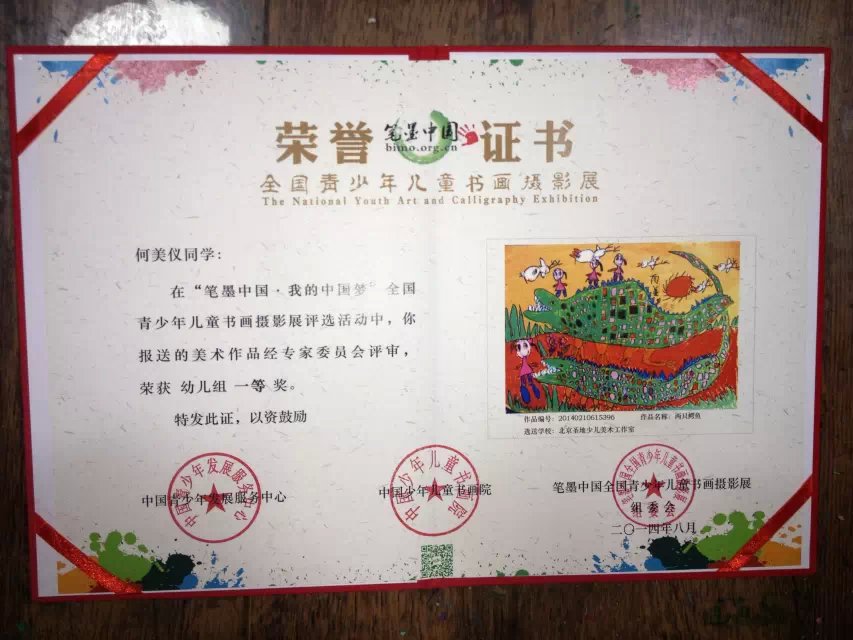 荣誉 笔墨中国 证书
bimo.org.cn
全国青少年儿童书画摄影展
The National Youth Art and Calligraphy Exhibition
何美仪同学:
在“笔墨中国·我的中国梦”全国
青少年儿童书画摄影展评选活动中,你
报送的美术作品经专家委员会评审,
荣获 幼儿组 一等 奖。
特发此证,以资鼓励
作品编号: 20140210615396 作品名称: 两只鳄鱼
选送学校: 北京圣地少儿美术工作室
中国青少年发展服务中心
中国少年儿童书画院
笔墨中国全国青少年儿童书画摄影展
组委会
二〇一四年八月